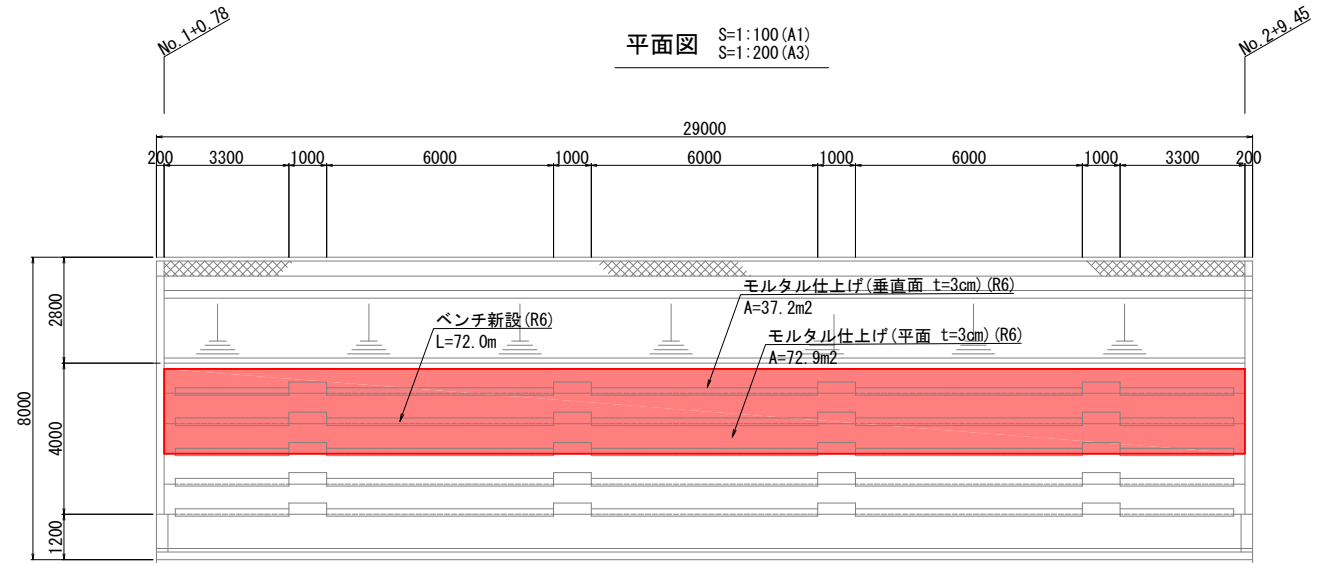 No.1+0.78
平面図
S=1:100(A1)
S=1:200(A3)
No.2+9.45
29000
200 3300 1000 6000 1000 6000 1000 6000 1000 3300 200
モルタル仕上げ(垂直面 t=3cm)(R6)
A=37.2m2
ベンチ新設(R6)
L=72.0m
モルタル仕上げ(平面 t=3cm)(R6)
A=72.9m2
2800
8000
4000
1200